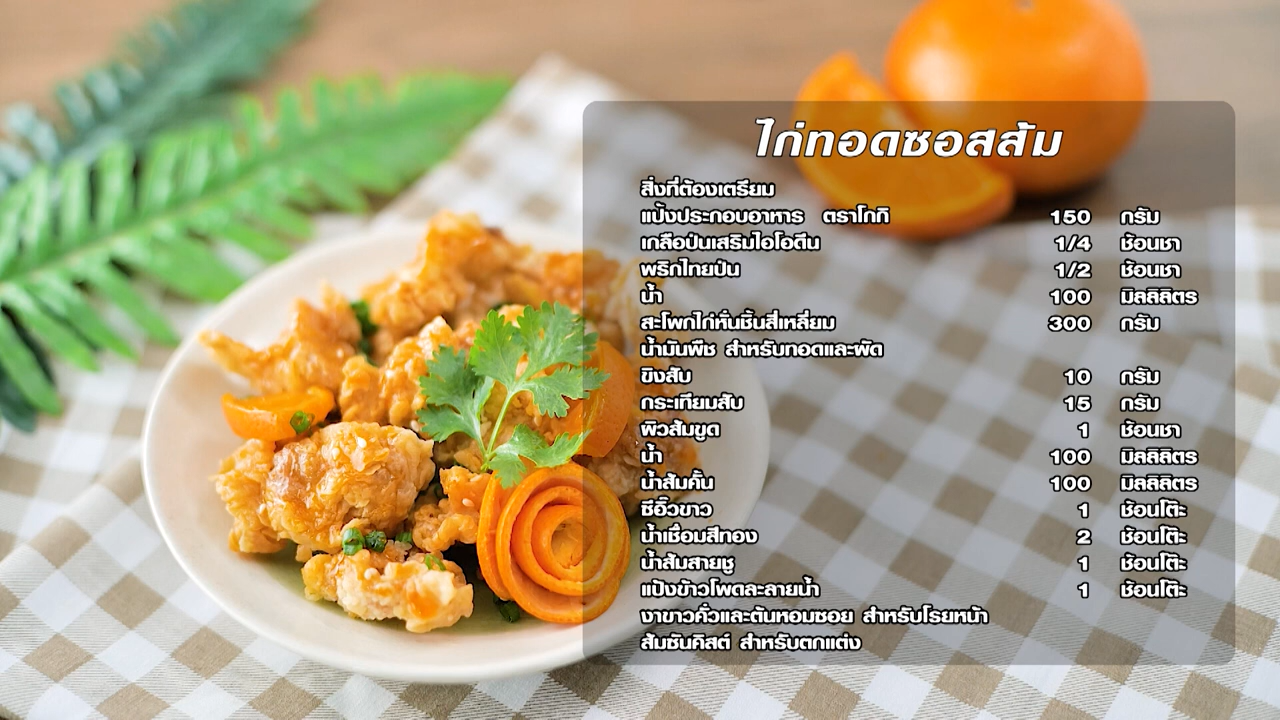 ไก่ทอดซอสส้ม
สิ่งที่ต้องเตรียม
แป้งประกอบอาหาร ตราโกกิ 150 กรัม
เกลือป่นเสริมไอโอดีน 1/4 ช้อนชา
พริกไทยป่น 1/2 ช้อนชา
น้ำ 100 มิลลิลิตร
สะโพกไก่หั่นชิ้นสี่เหลี่ยม 300 กรัม
น้ำมันพืช สำหรับทอดและผัด
ขิงสับ 10 กรัม
กระเทียมสับ 15 กรัม
ผิวส้มขูด 1 ช้อนชา
น้ำ 100 มิลลิลิตร
น้ำส้มคั้น 100 มิลลิลิตร
ซีอิ๊วขาว 1 ช้อนโต๊ะ
น้ำเชื่อมสีทอง 2 ช้อนโต๊ะ
น้ำส้มสายชู 1 ช้อนโต๊ะ
แป้งข้าวโพดละลายน้ำ 1 ช้อนโต๊ะ
งาขาวคั่วและต้นหอมซอย สำหรับโรยหน้า
ส้มซันคิสต์ สำหรับตกแต่ง